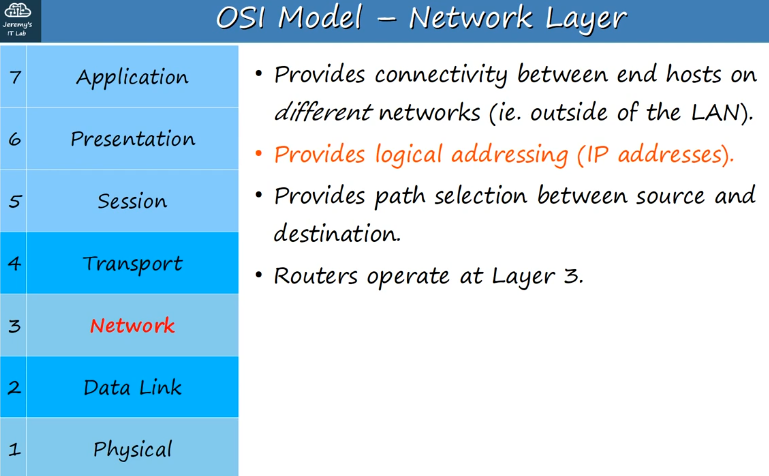 Jeremy's
IT Lab
OSI Model – Network Layer
7 Application
6 Presentation
5 Session
4 Transport
3 Network
2 Data Link
1 Physical
• Provides connectivity between end hosts on
different networks (ie. outside of the LAN).
• Provides logical addressing (IP addresses).
• Provides path selection between source and
destination.
• Routers operate at Layer 3.